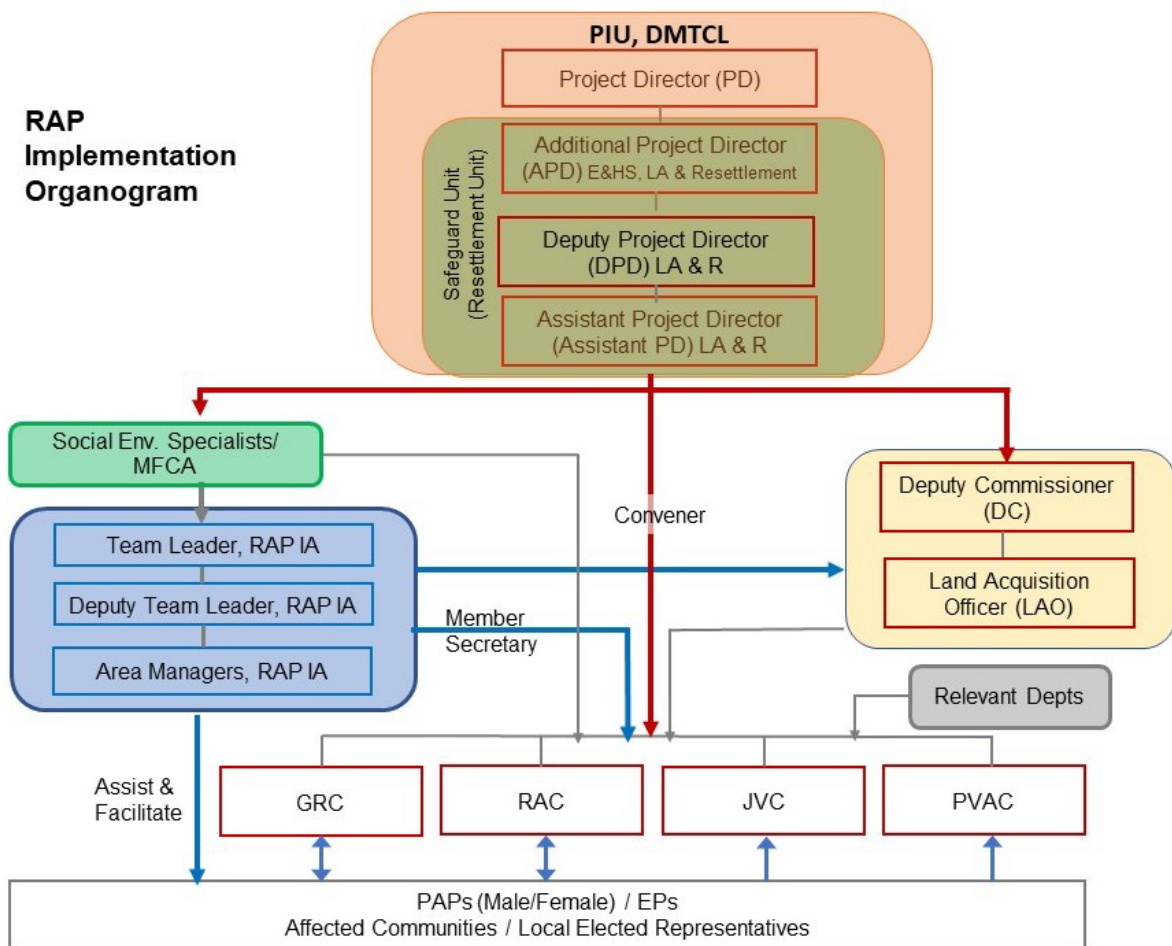 PIU, DMTCL
Project Director (PD)
RAP
Implementation
Organogram
Safeguard Unit
(Resettlement Unit)
Additional Project Director
(APD) E&HS, LA & Resettlement
Deputy Project Director
(DPD) LA & R
Assistant Project Director
(Assistant PD) LA & R
Social Env. Specialists/
MFCA
Deputy Commissioner
(DC)
Convener
Team Leader, RAP IA
Land Acquisition
Officer (LAO)
Deputy Team Leader, RAP IA
Member
Secretary
Area Managers, RAP IA
Relevant Depts
Assist &
Facilitate
GRC
RAC
JVC
PVAC
PAPs (Male/Female) / EPs
Affected Communities / Local Elected Representatives